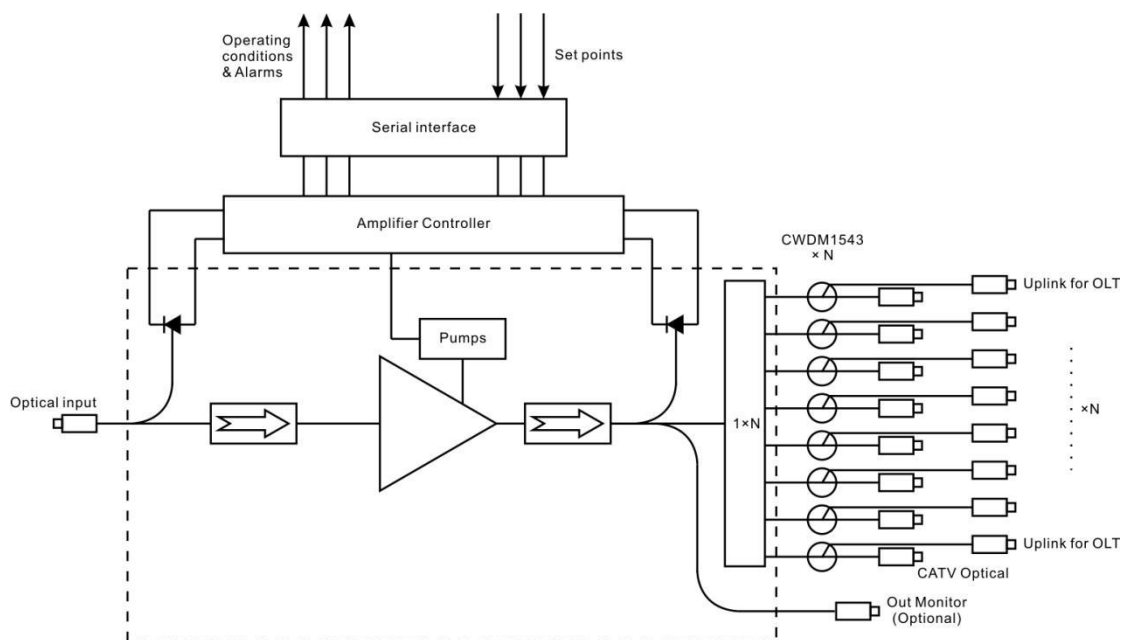 Operating
conditions
& Alarms
Set points
Serial interface
Amplifier Controller
CWDM1543
× N
Uplink for OLT
Pumps
Optical input
1×N
×N
Uplink for OLT
CATV Optical
Out Monitor
(Optional)